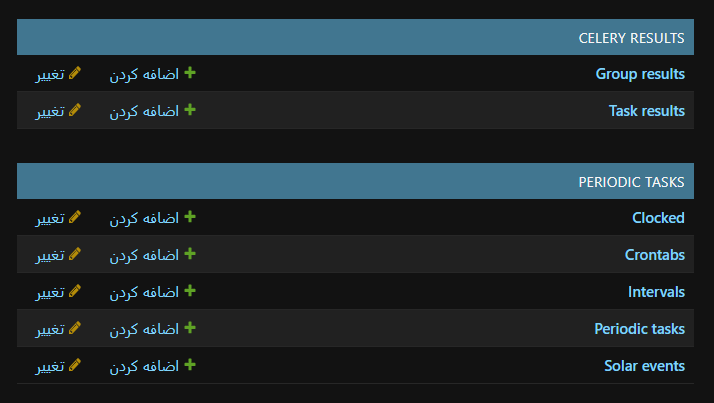 CELERY RESULTS
Group results اضافه کردن تغییر
Task results اضافه کردن تغییر
PERIODIC TASKS
Clocked اضافه کردن تغییر
Crontabs اضافه کردن تغییر
Intervals اضافه کردن تغییر
Periodic tasks اضافه کردن تغییر
Solar events اضافه کردن تغییر